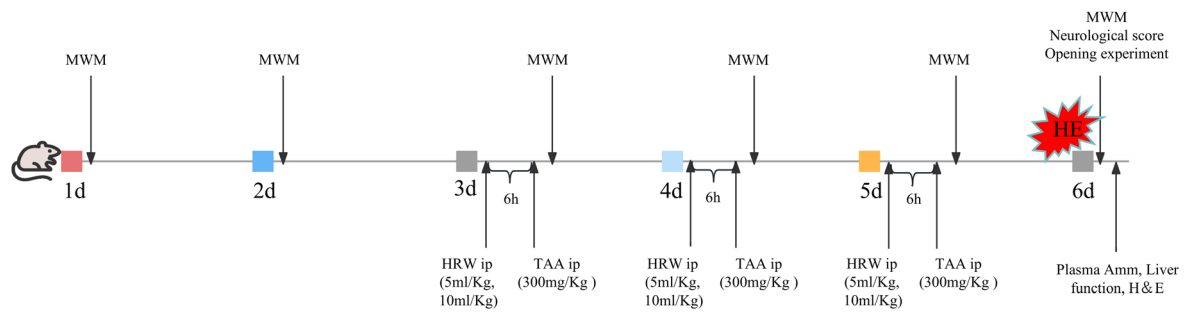 MWM
MWM
MWM
MWM
MWM
MWM
Neurological score
Opening experiment
HE
1d
2d
3d
4d
5d
6d
6h
6h
6h
HRW ip
(5ml/Kg,
10ml/Kg)
TAA ip
(300mg/Kg )
HRW ip
(5ml/Kg,
10ml/Kg)
TAA ip
(300mg/Kg )
HRW ip
(5ml/Kg,
10ml/Kg)
TAA ip
(300mg/Kg )
Plasma Amm, Liver
function, H&E